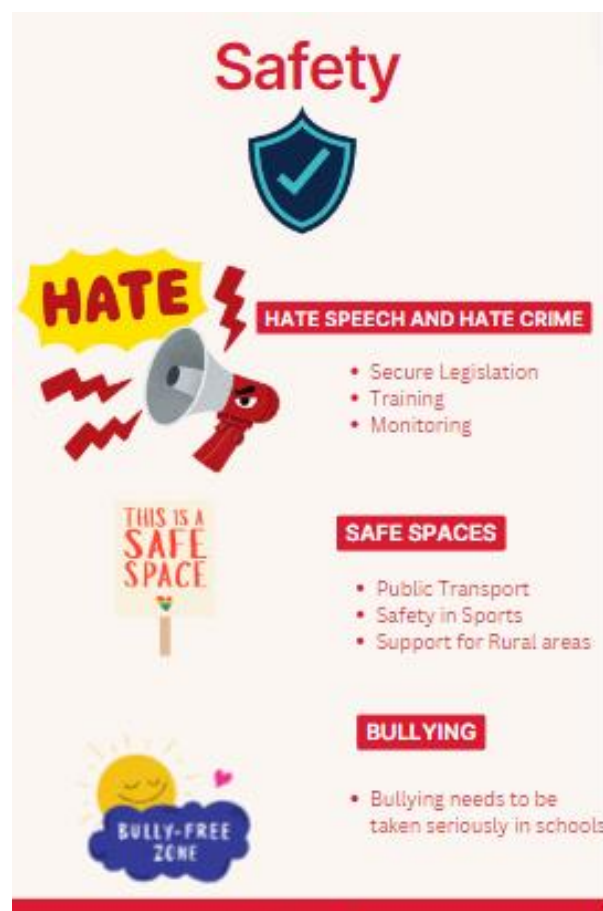 Safety
HATE
HATE SPEECH AND HATE CRIME
• Secure Legislation
• Training
• Monitoring
THIS IS A
SAFE
SPACE
SAFE SPACES
• Public Transport
• Safety in Sports
• Support for Rural areas
BULLYING
BULLY-FREE
ZONE
• Bullying needs to be
taken seriously in schools